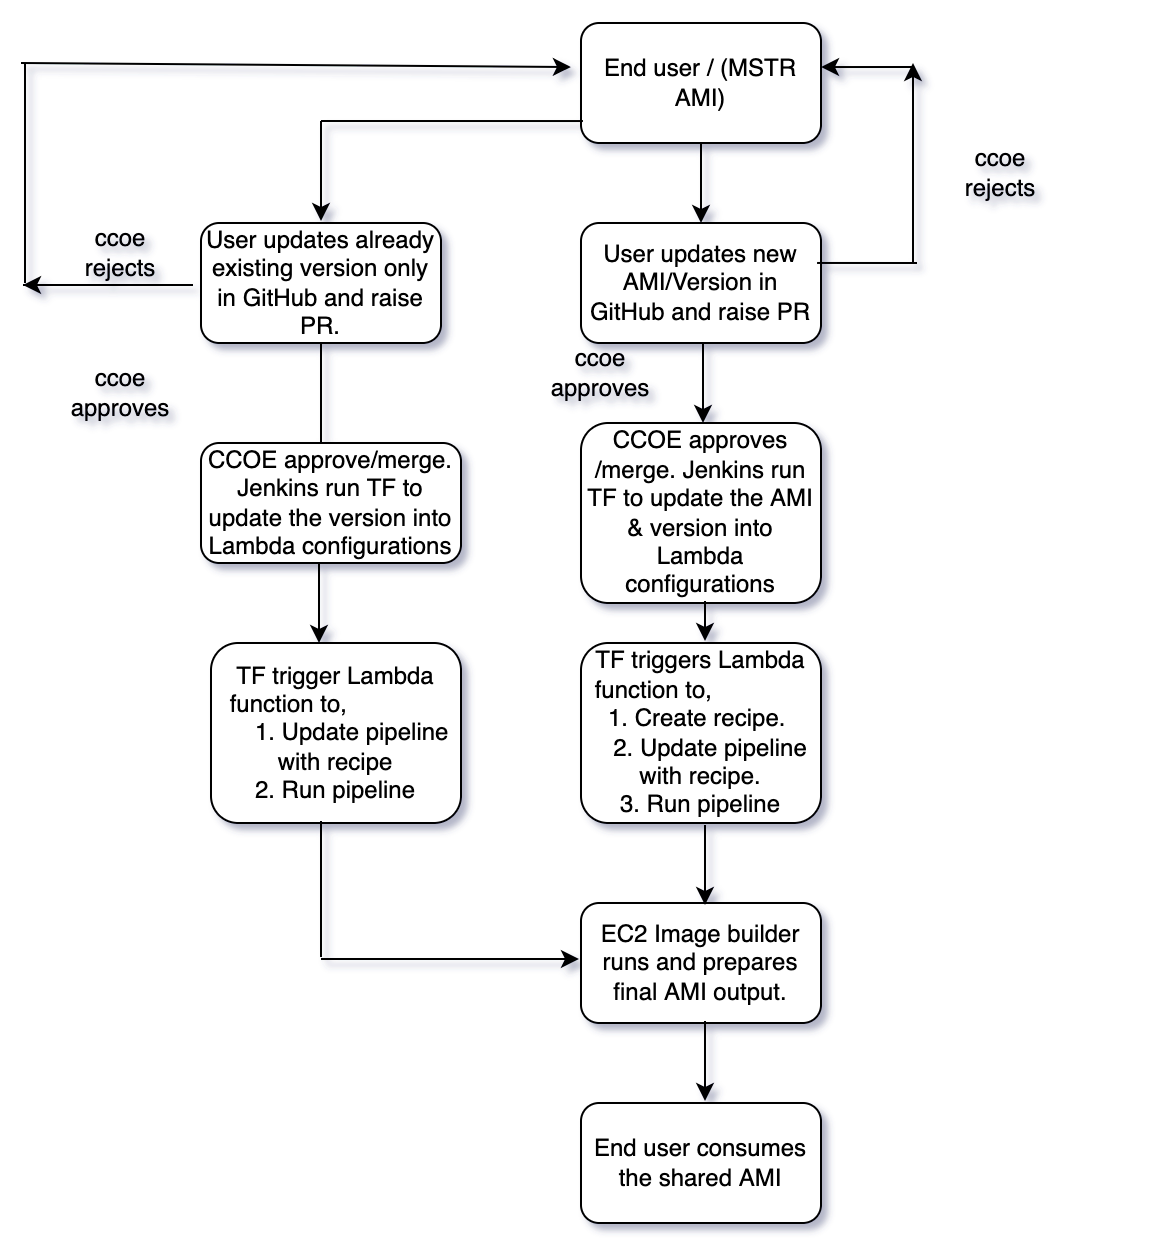 End user / (MSTR
AMI)
ccoe
rejects
User updates already
existing version only
in GitHub and raise
PR.
ccoe
rejects
User updates new
AMI/Version in
GitHub and raise PR
ccoe
approves
ccoe
approves
CCOE approve/merge.
Jenkins run TF to
update the version into
Lambda configurations
CCOE approves
/merge. Jenkins run
TF to update the AMI
& version into
Lambda
configurations
TF trigger Lambda
function to,
1. Update pipeline
with recipe
2. Run pipeline
TF triggers Lambda
function to,
1. Create recipe.
2. Update pipeline
with recipe.
3. Run pipeline
EC2 Image builder
runs and prepares
final AMI output.
End user consumes
the shared AMI